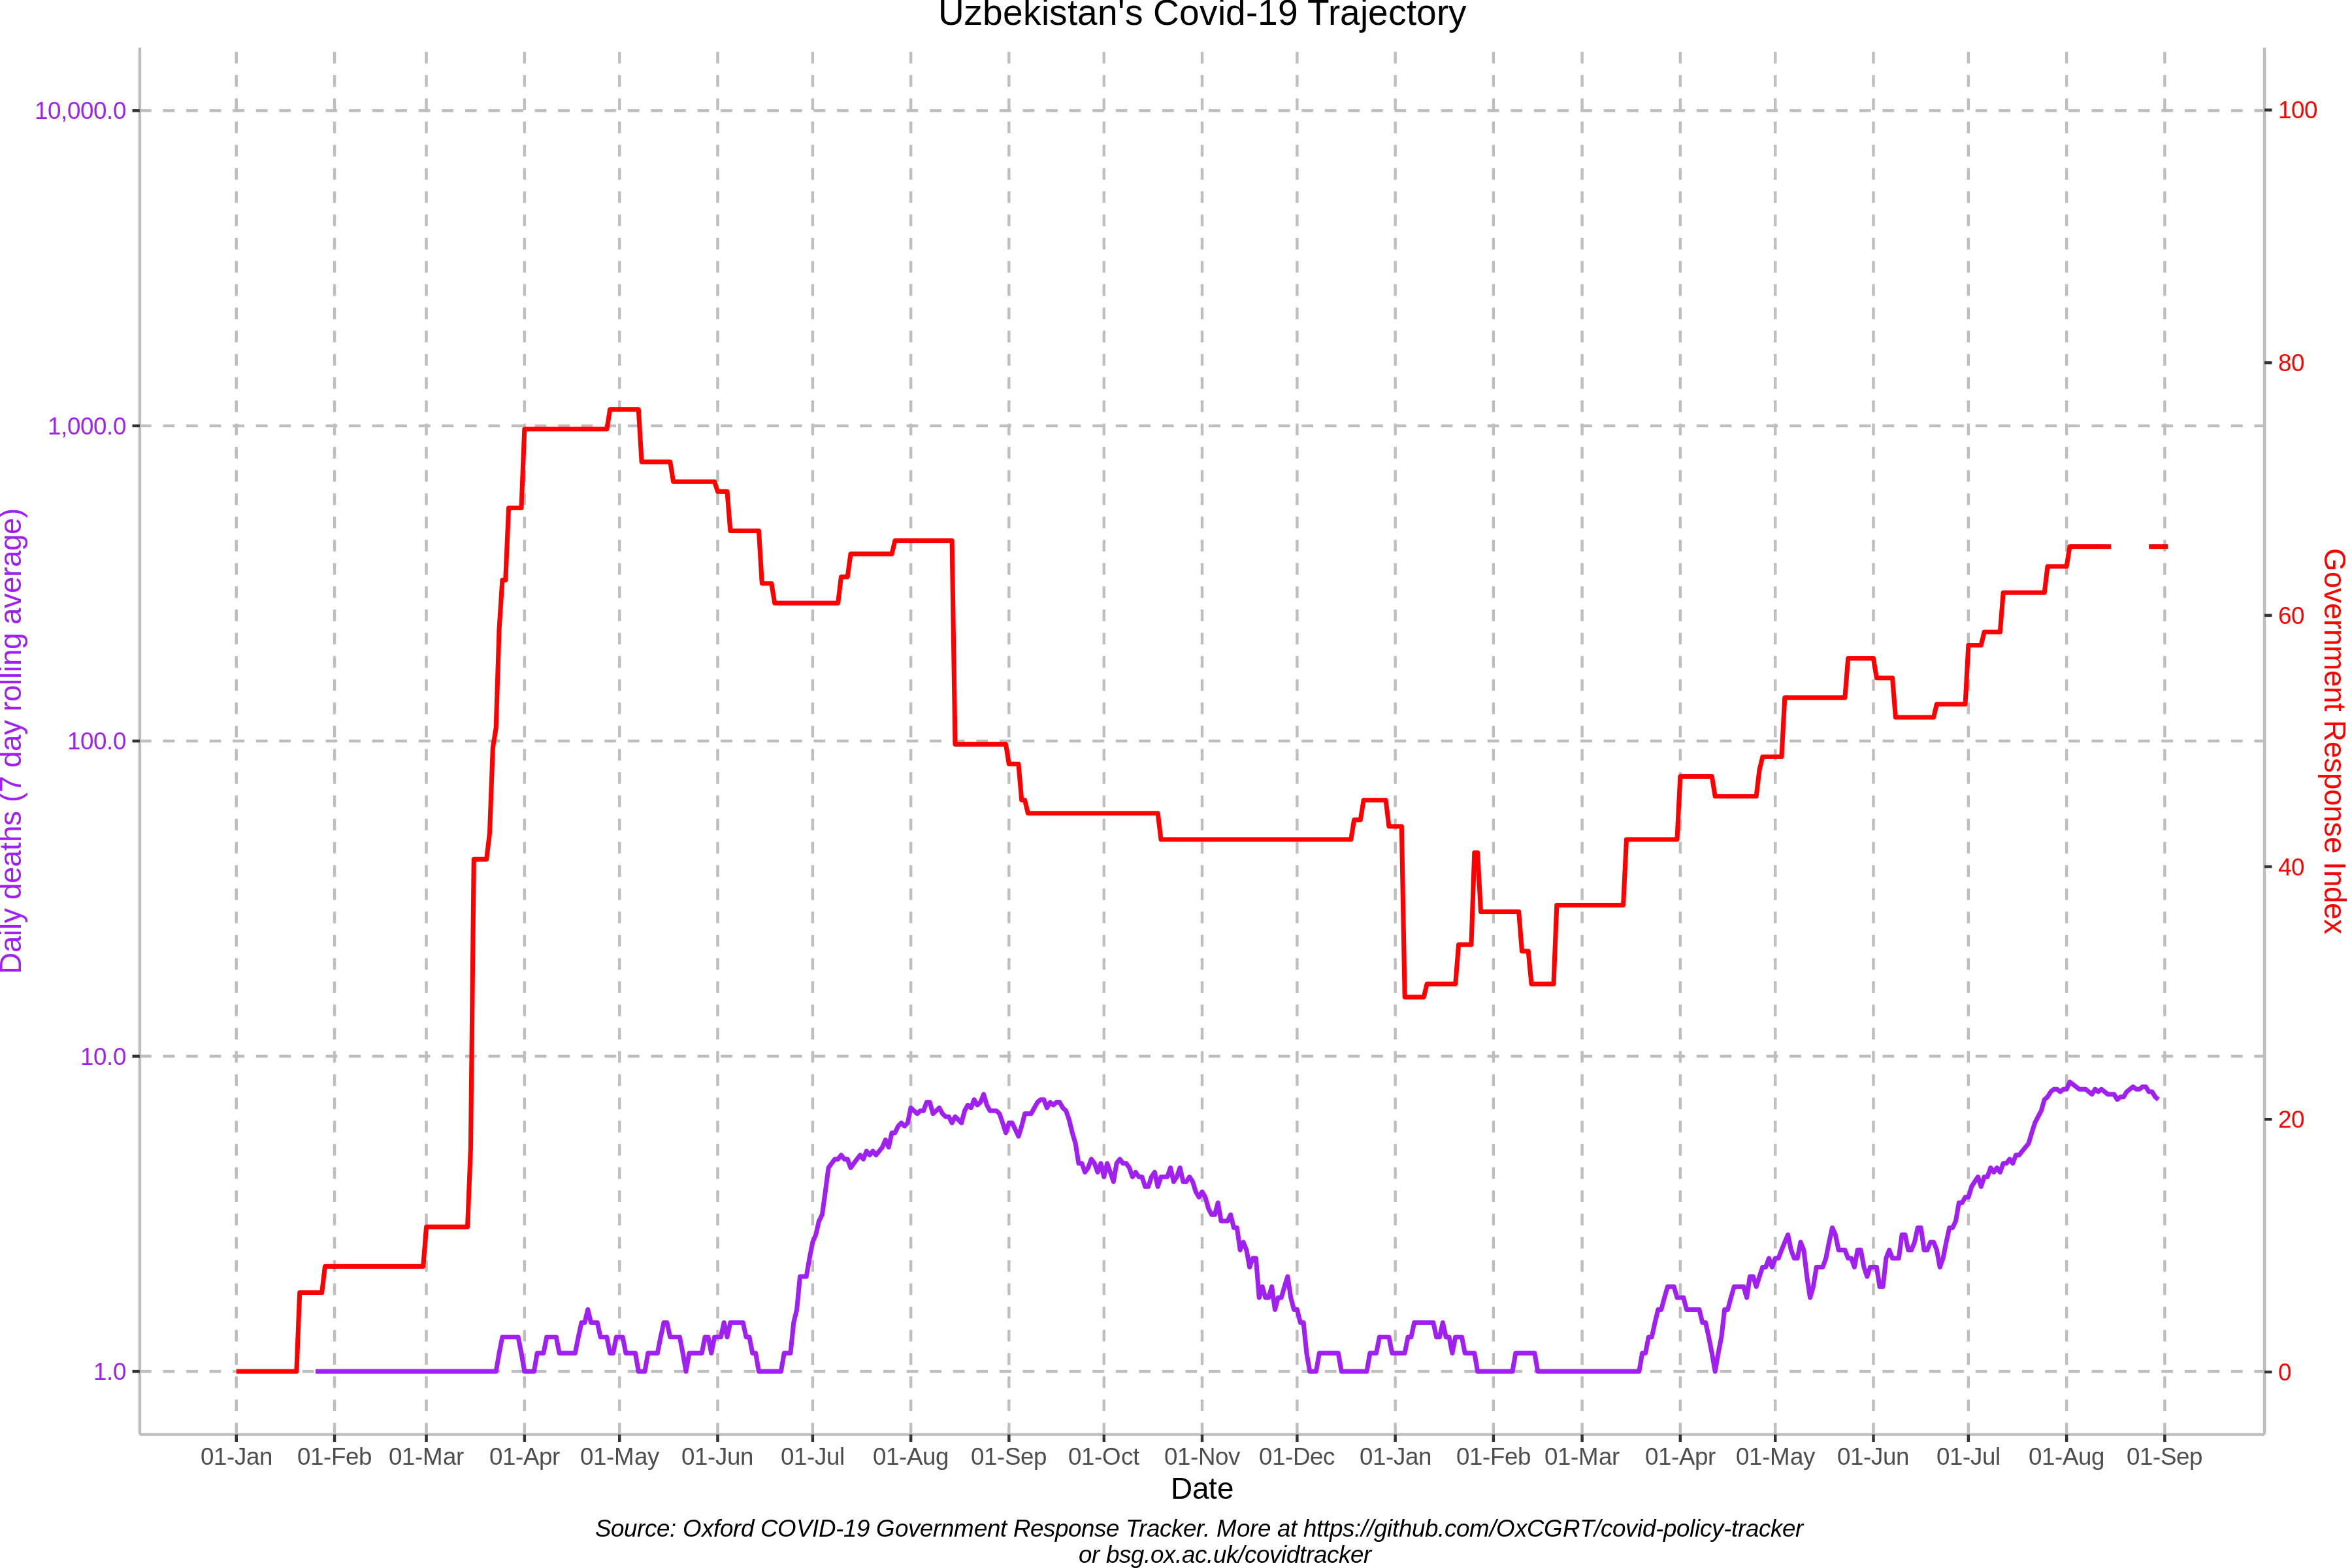 Uzbekistan's Covid-19 Trajectory
10,000.0
1,000.0
100.0
10.0
1.0
Daily deaths (7 day rolling average)
100
80
60
40
20
0
Government Response Index
01-Jan 01-Feb 01-Mar 01-Apr 01-May 01-Jun 01-Jul 01-Aug 01-Sep 01-Oct 01-Nov 01-Dec 01-Jan 01-Feb 01-Mar 01-Apr 01-May 01-Jun 01-Jul 01-Aug 01-Sep
Date
Source: Oxford COVID-19 Government Response Tracker. More at https://github.com/OxCGRT/covid-policy-tracker
or bsg.ox.ac.uk/covidtracker